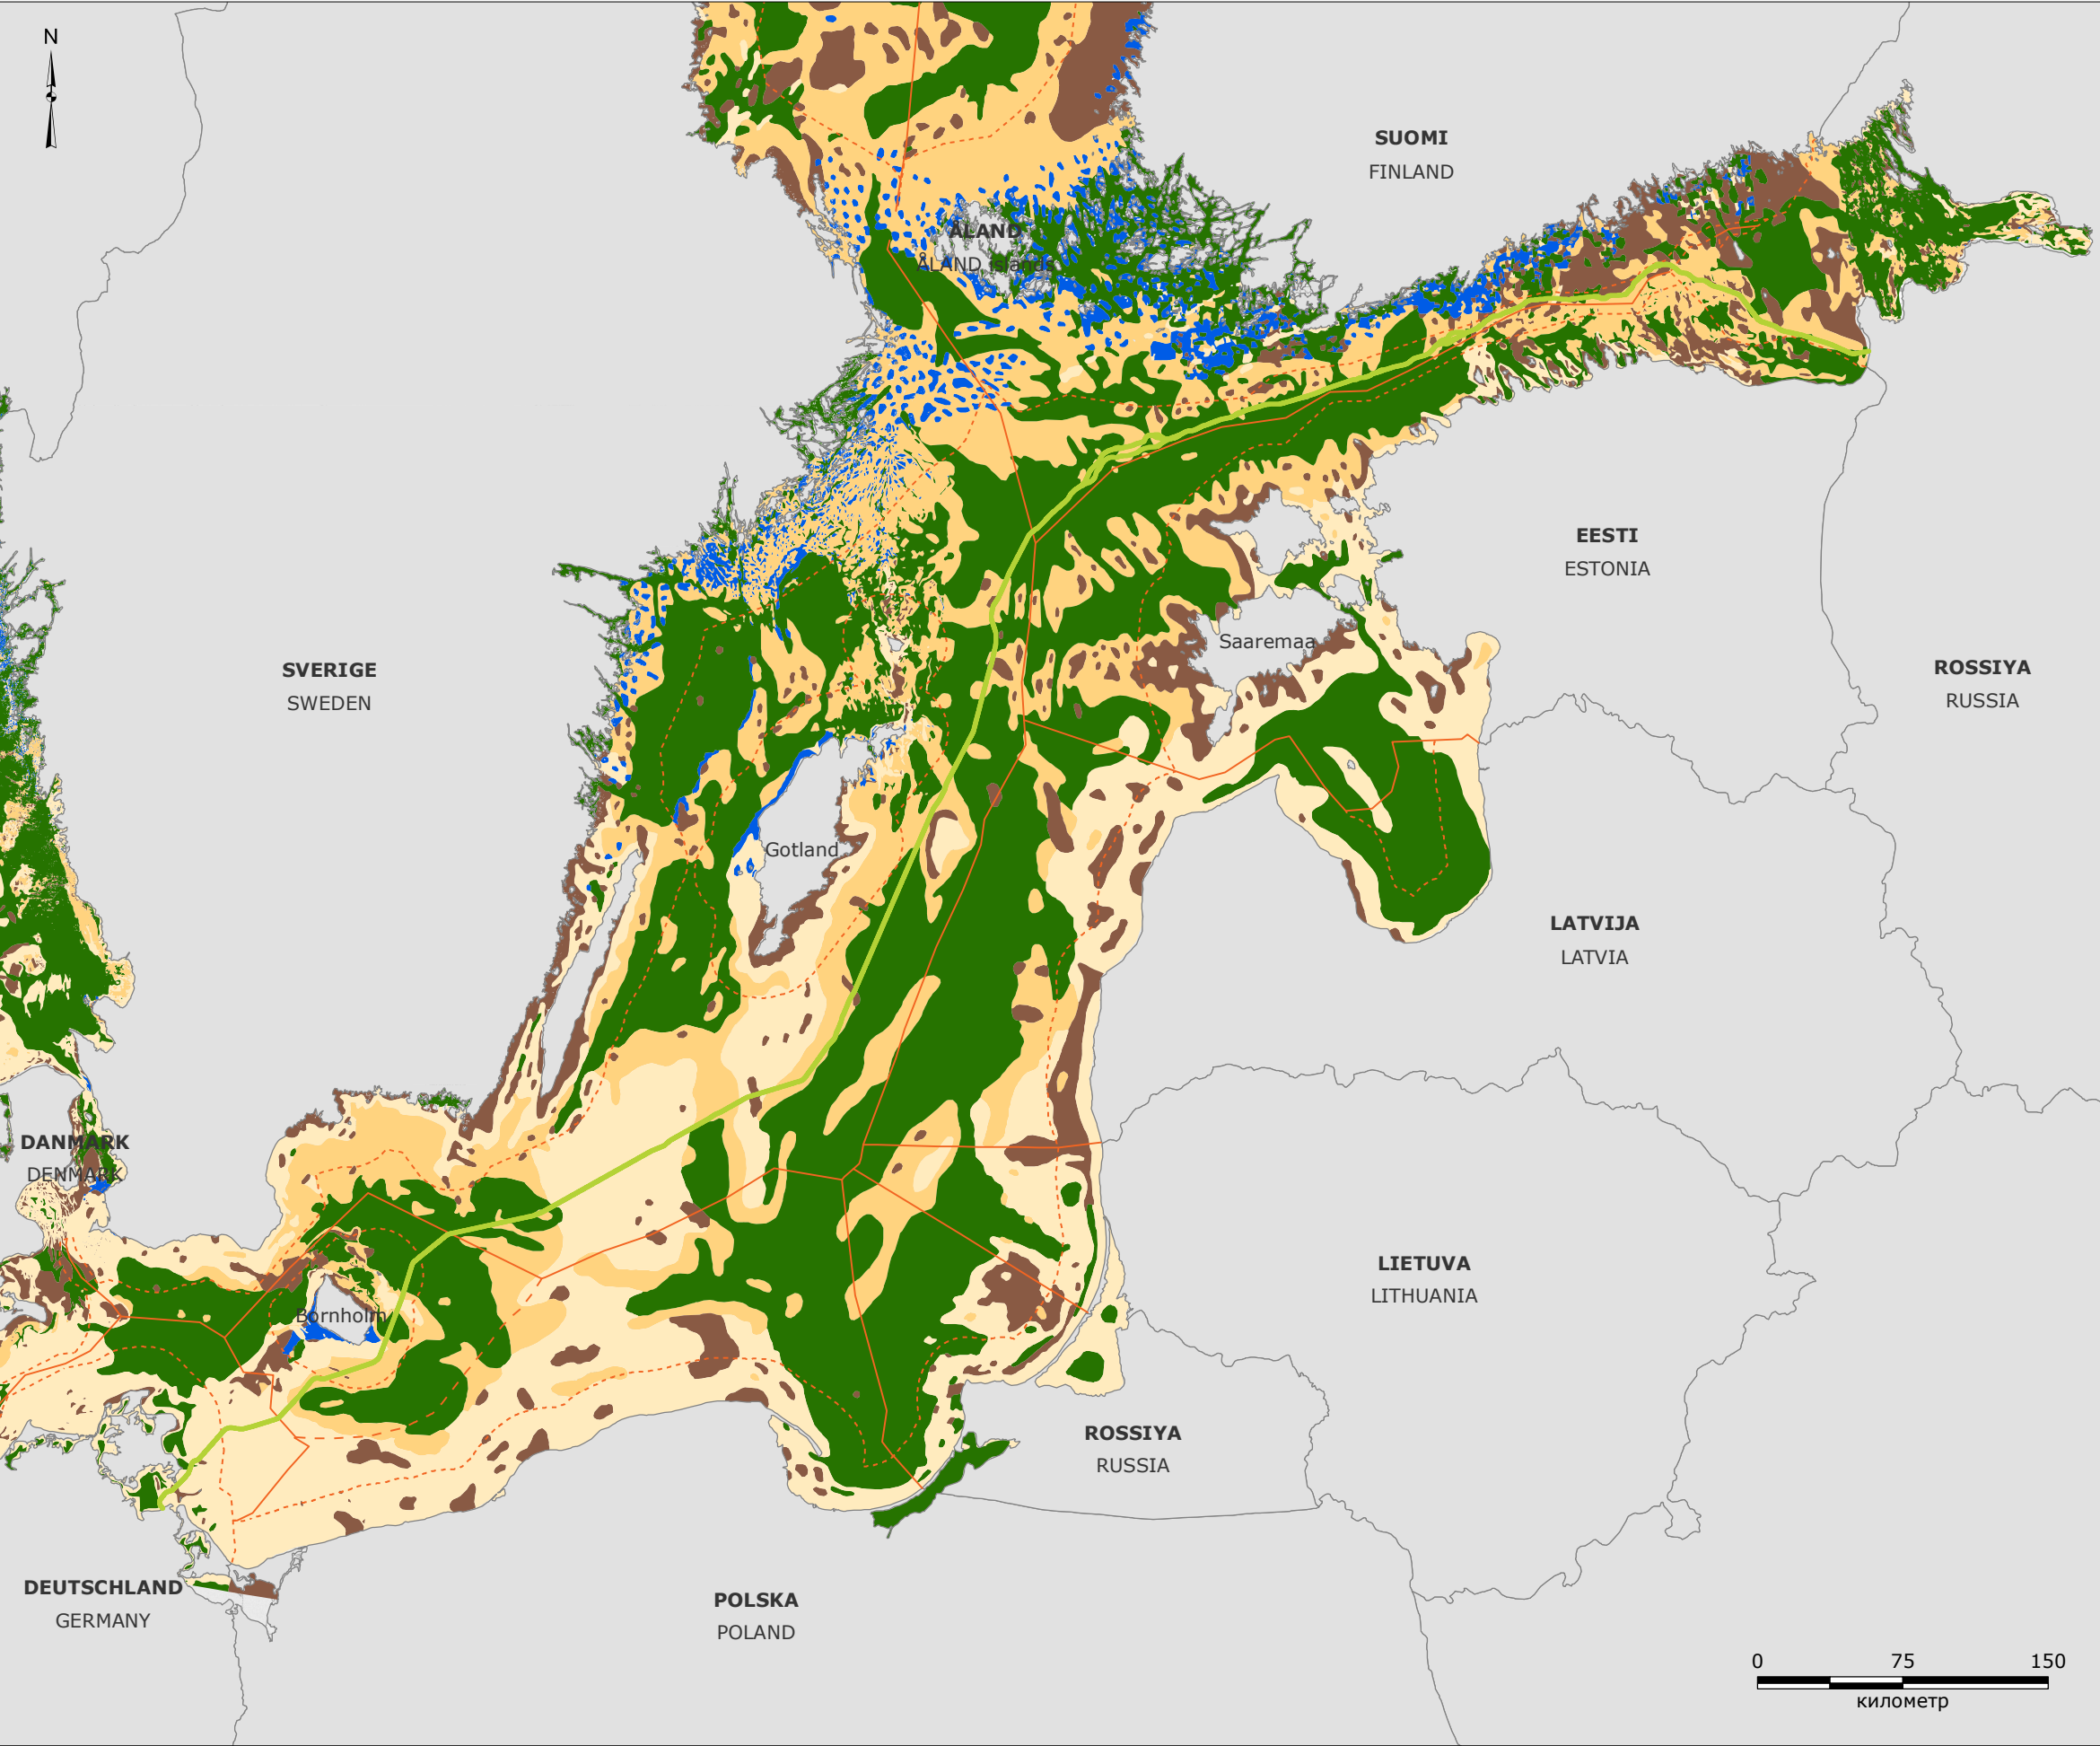 N
SUOMI
FINLAND
ÅLAND
ÅLAND islands
EESTI
ESTONIA
Saaremaa
ROSSIYA
RUSSIA
SVERIGE
SWEDEN
Gotland
LATVIJA
LATVIA
DANMARK
DENMARK
LIETUVA
LITHUANIA
Bornholm
ROSSIYA
RUSSIA
DEUTSCHLAND
GERMANY
POLSKA
POLAND
0 75 150
километр